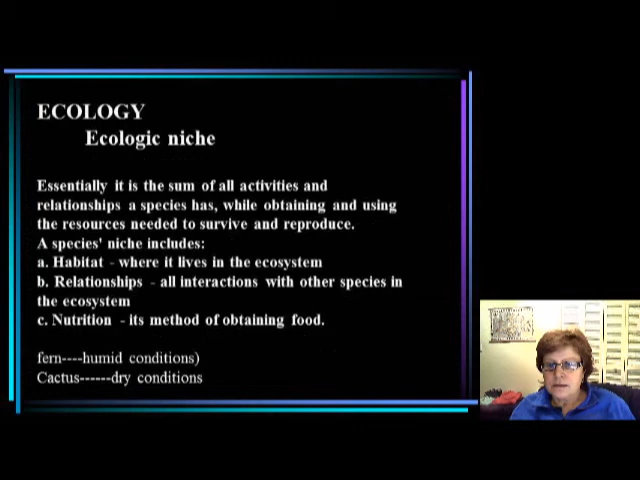 ECOLOGY
Ecologic niche
Essentially it is the sum of all activities and
relationships a species has, while obtaining and using
the resources needed to survive and reproduce.
A species' niche includes:
a. Habitat - where it lives in the ecosystem
b. Relationships - all interactions with other species in
the ecosystem
c. Nutrition - its method of obtaining food.
fern----humid conditions)
Cactus------dry conditions